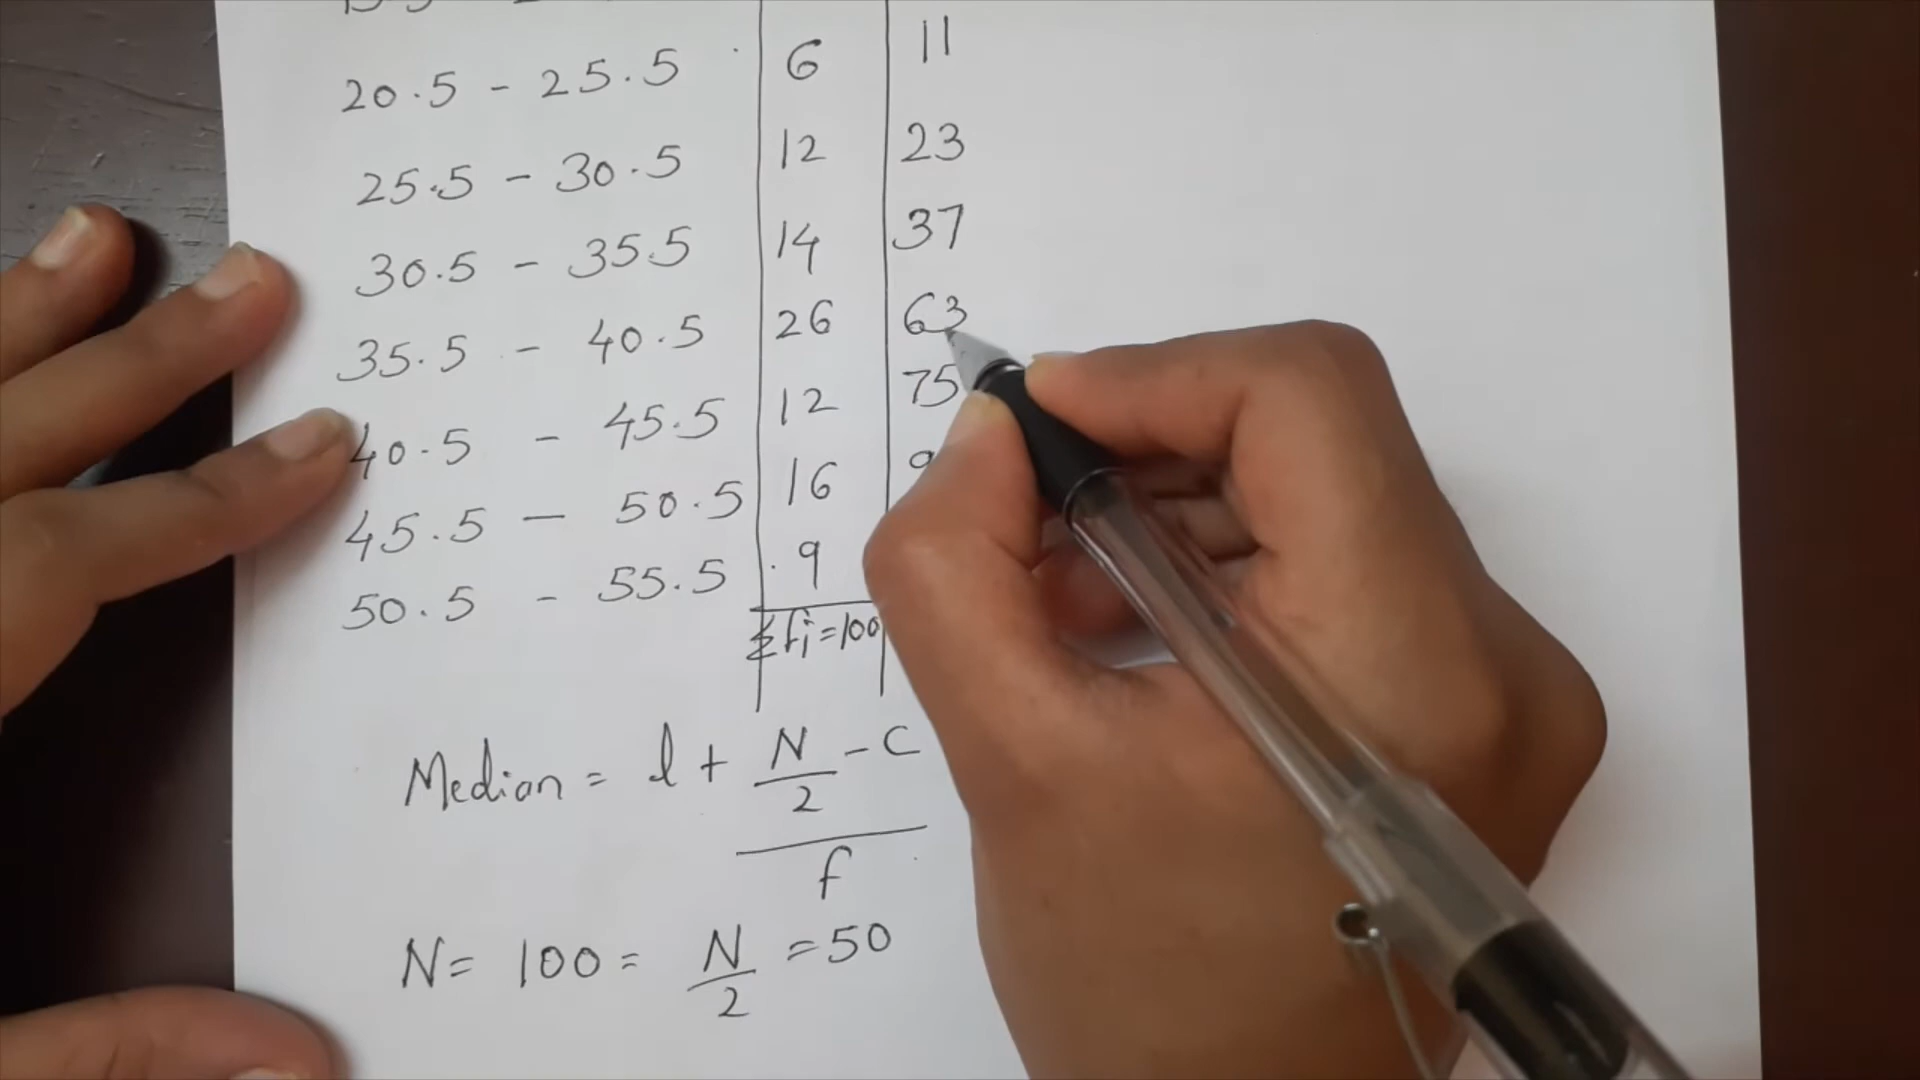 20.5 - 25.5 6 11
25.5 - 30.5 12 23
30.5 - 35.5 14 37
35.5 - 40.5 26 63
40.5 - 45.5 12 75
45.5 - 50.5 16 9
50.5 - 55.5 9
Σfi=100
Median = l + N/2 - C
f
N= 100 = N/2 = 50